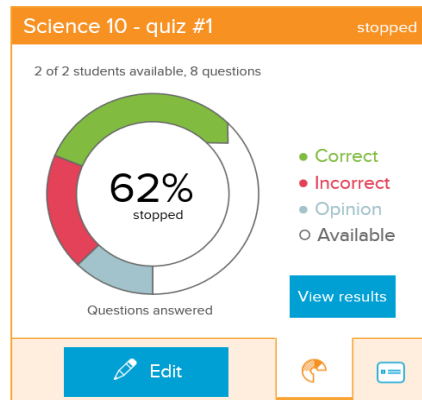 Science 10 - quiz #1 stopped
2 of 2 students available, 8 questions
62%
stopped
Correct
Incorrect
Opinion
Available
View results
Questions answered
Edit